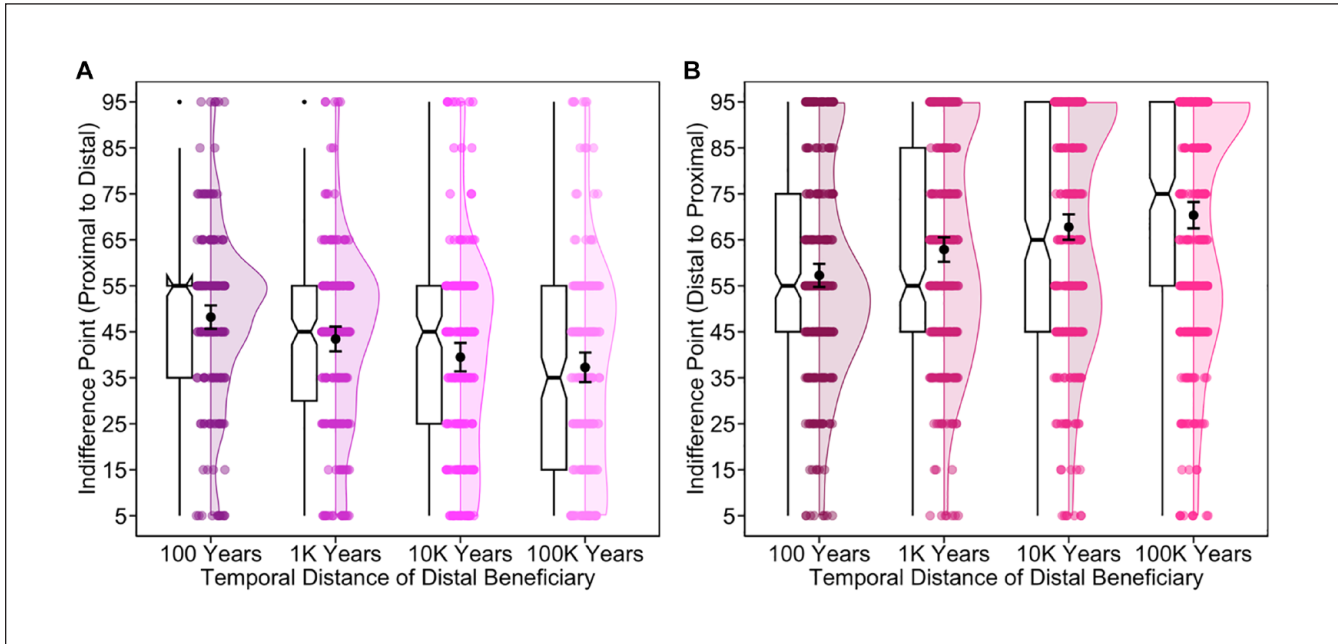 A
Indifference Point (Proximal to Distal)
95
85
75
65
55
45
35
25
15
5
100 Years 1K Years 10K Years 100K Years
Temporal Distance of Distal Beneficiary
B
Indifference Point (Distal to Proximal)
95
85
75
65
55
45
35
25
15
5
100 Years 1K Years 10K Years 100K Years
Temporal Distance of Distal Beneficiary